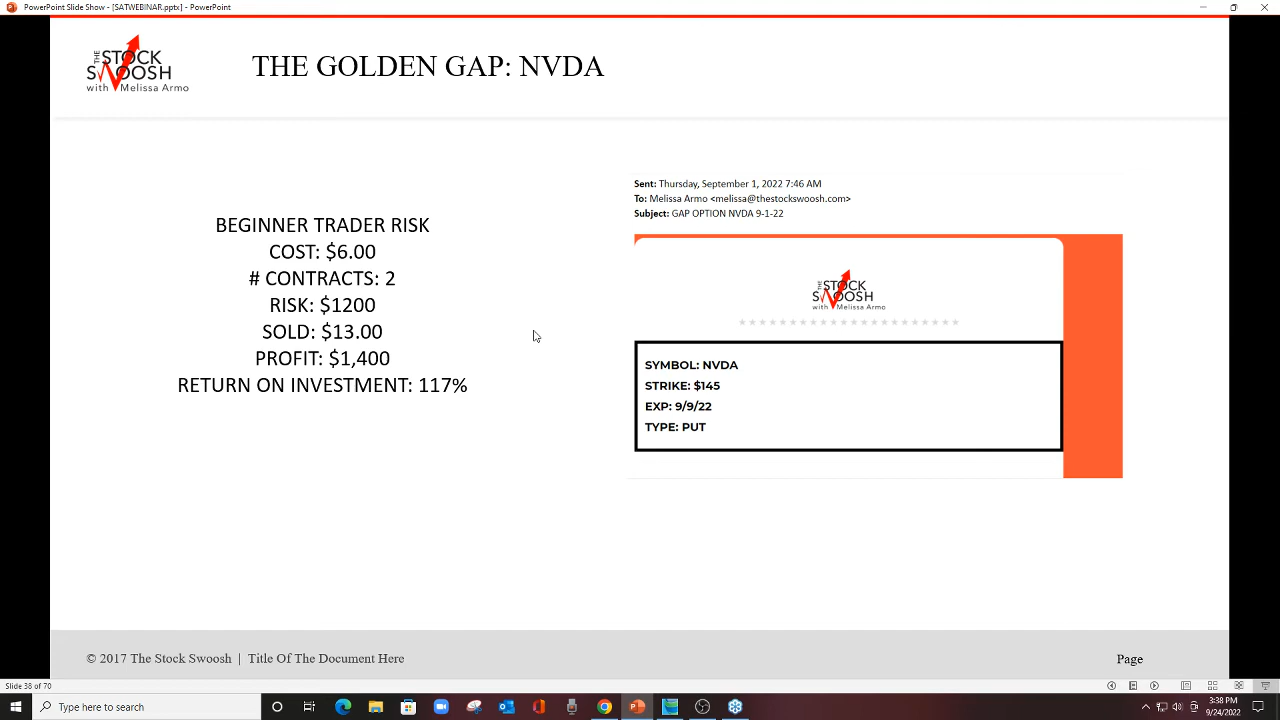 PowerPoint Slide Show - [SATWEBINAR.pptx] - PowerPoint
THE STOCK SWOOSH
with Melissa Armo
THE GOLDEN GAP: NVDA
BEGINNER TRADER RISK
COST: $6.00
# CONTRACTS: 2
RISK: $1200
SOLD: $13.00
PROFIT: $1,400
RETURN ON INVESTMENT: 117%
Sent: Thursday, September 1, 2022 7:46 AM
To: Melissa Armo <melissa@thestockswoosh.com>
Subject: GAP OPTION NVDA 9-1-22
THE STOCK SWOOSH
with Melissa Armo
SYMBOL: NVDA
STRIKE: $145
EXP: 9/9/22
TYPE: PUT
© 2017 The Stock Swoosh | Title Of The Document Here
Page
Slide 38 of 70
Type here to search
3:38 PM
9/24/2022